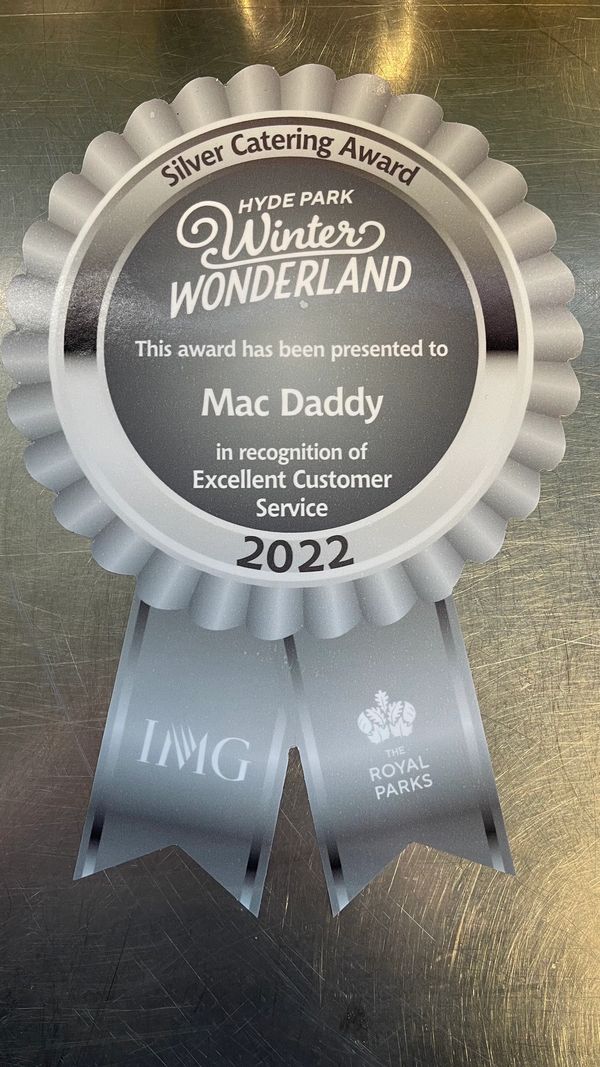 Silver Catering Award
HYDE PARK
Winter
WONDERLAND
This award has been presented to
Mac Daddy
in recognition of
Excellent Customer
Service
2022
IMG
THE
ROYAL
PARKS